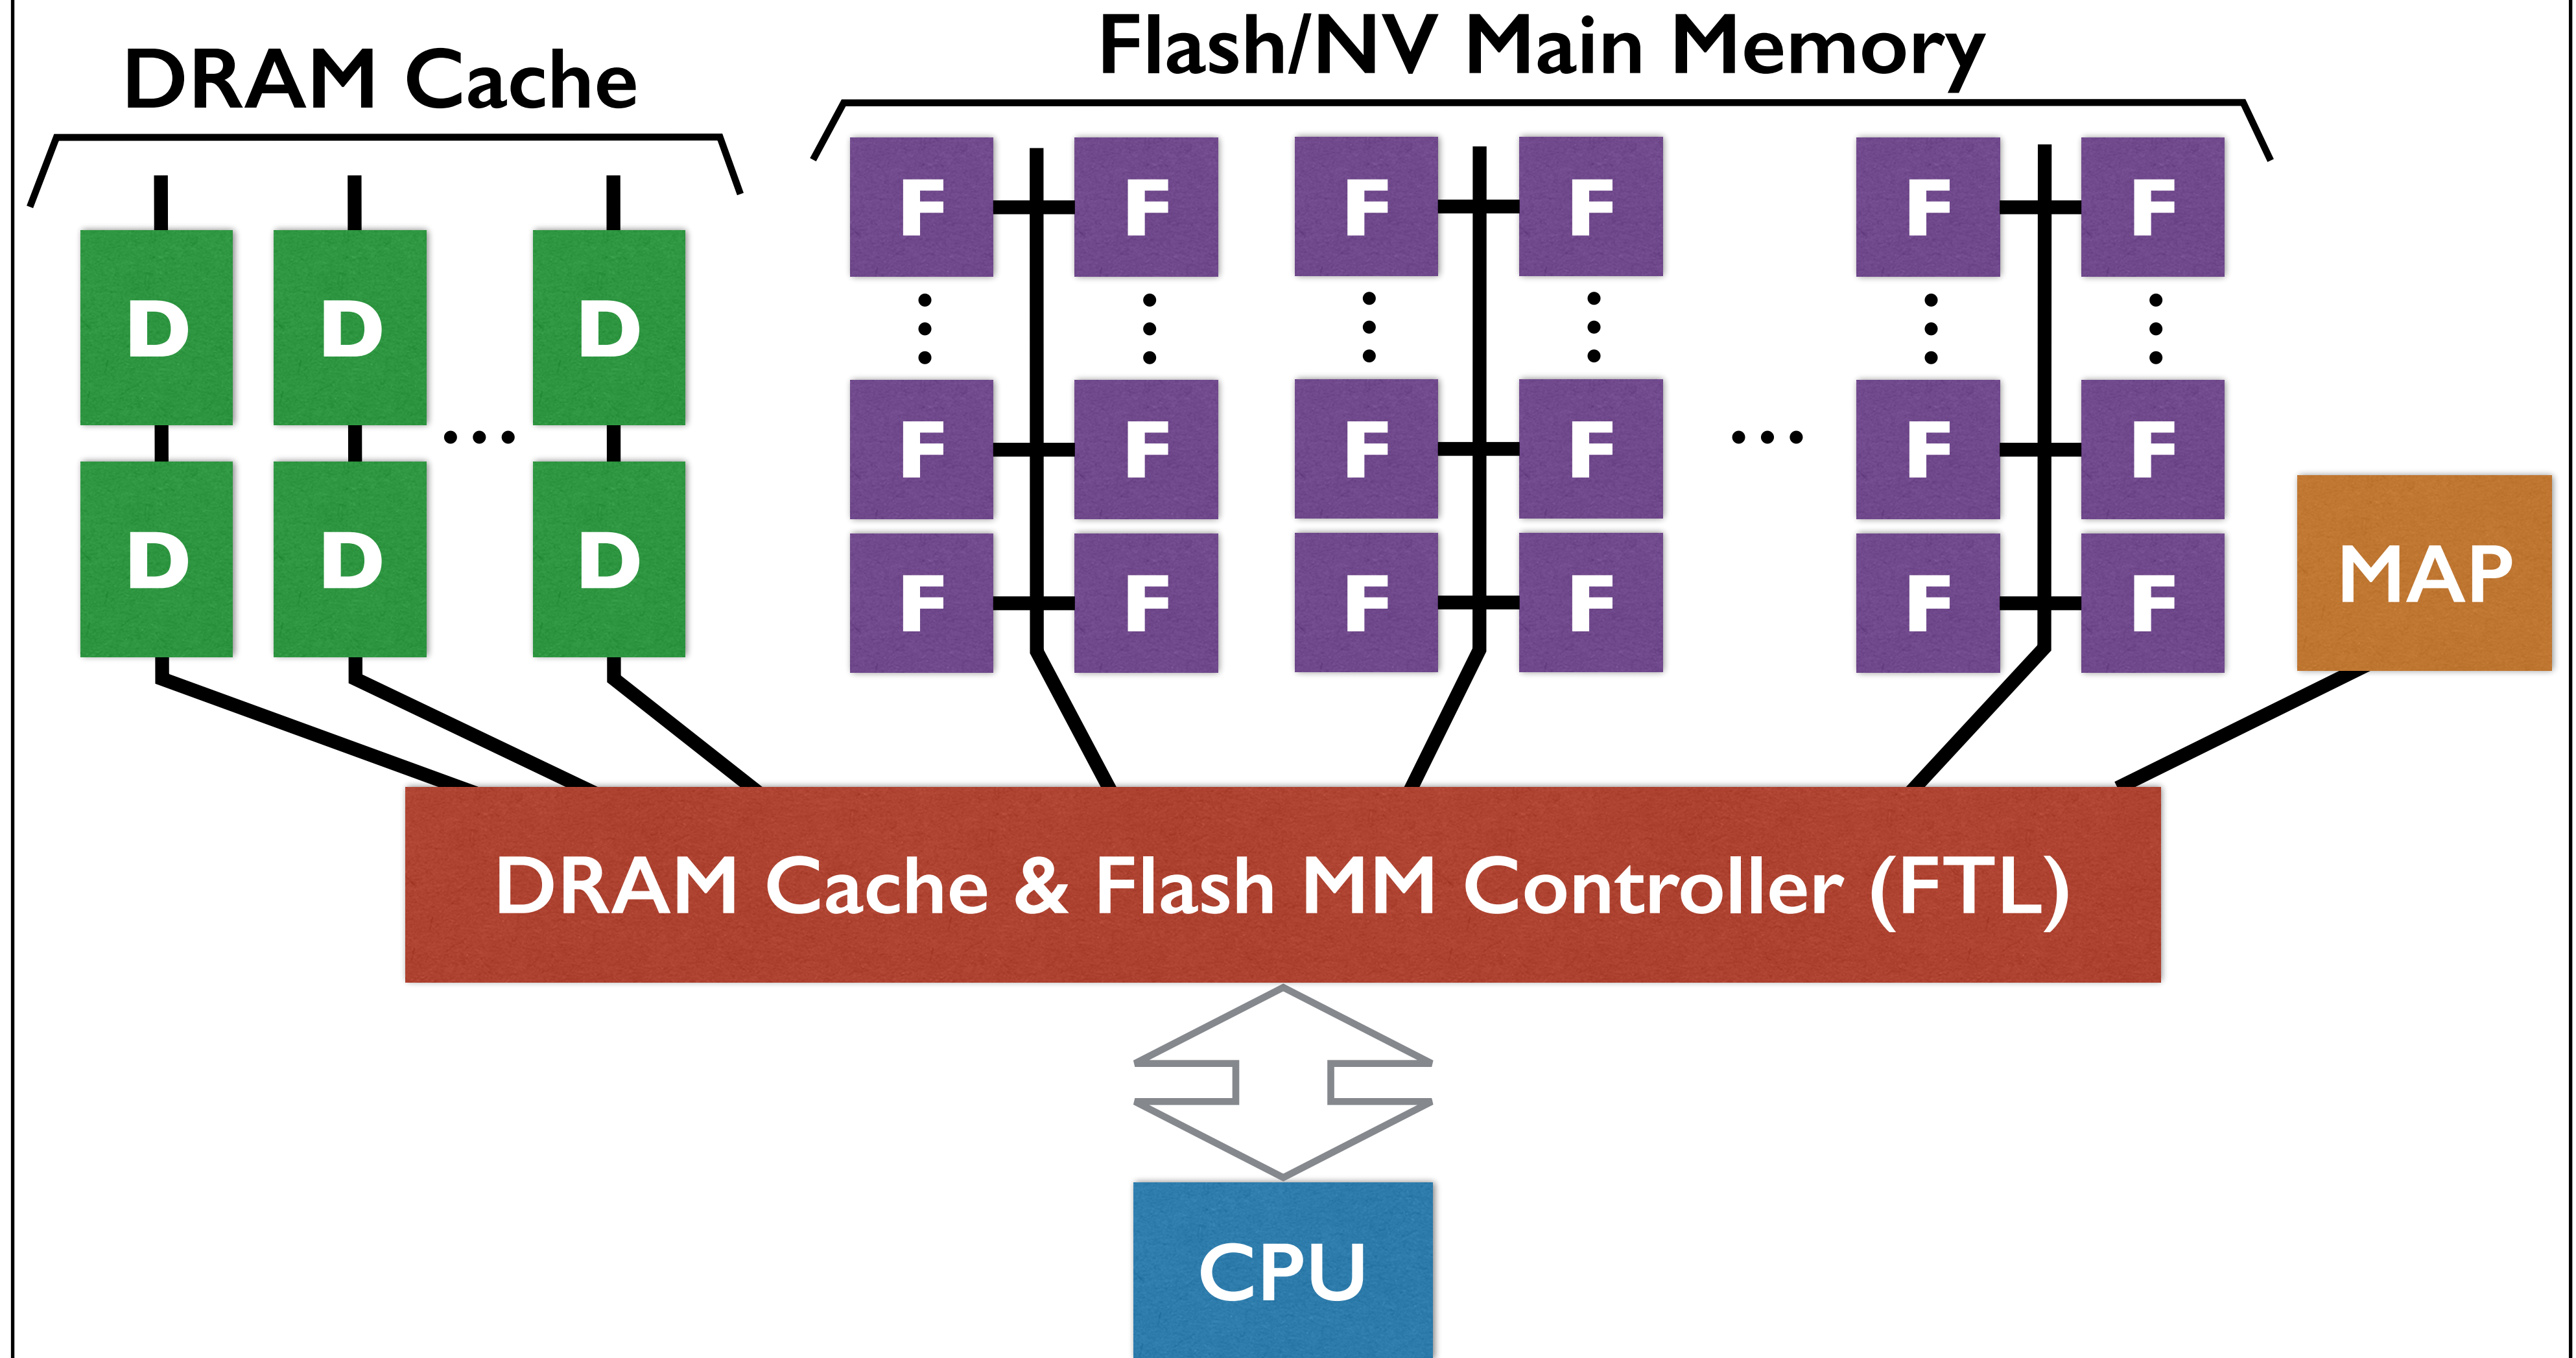 Flash/NV Main Memory
DRAM Cache
F F F F F F
D D D
F F F F F F
D D D
F F F F F F
MAP
DRAM Cache & Flash MM Controller (FTL)
CPU